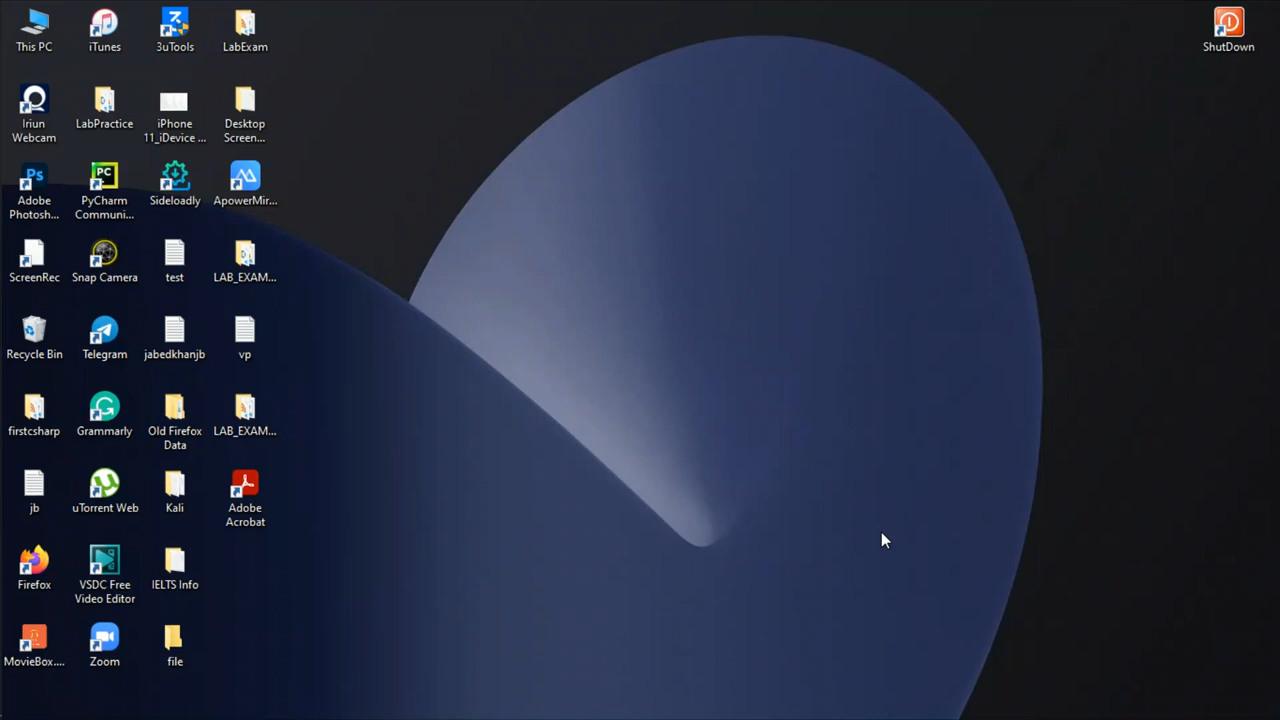 This PC
iTunes
3uTools
LabExam
ShutDown
Iriun
Webcam
LabPractice
iPhone
11_iDevice ...
Desktop
Screen...
Ps
Adobe
Photosh...
PC
PyCharm
Communi...
Sideloadly
ApowerMir...
ScreenRec
Snap Camera
test
LAB_EXAM...
Recycle Bin
Telegram
jabedkhanjb
vp
firstcsharp
Grammarly
Old Firefox
Data
LAB_EXAM...
jb
uTorrent Web
Kali
Adobe
Acrobat
Firefox
VSDC Free
Video Editor
IELTS Info
MovieBox....
Zoom
file